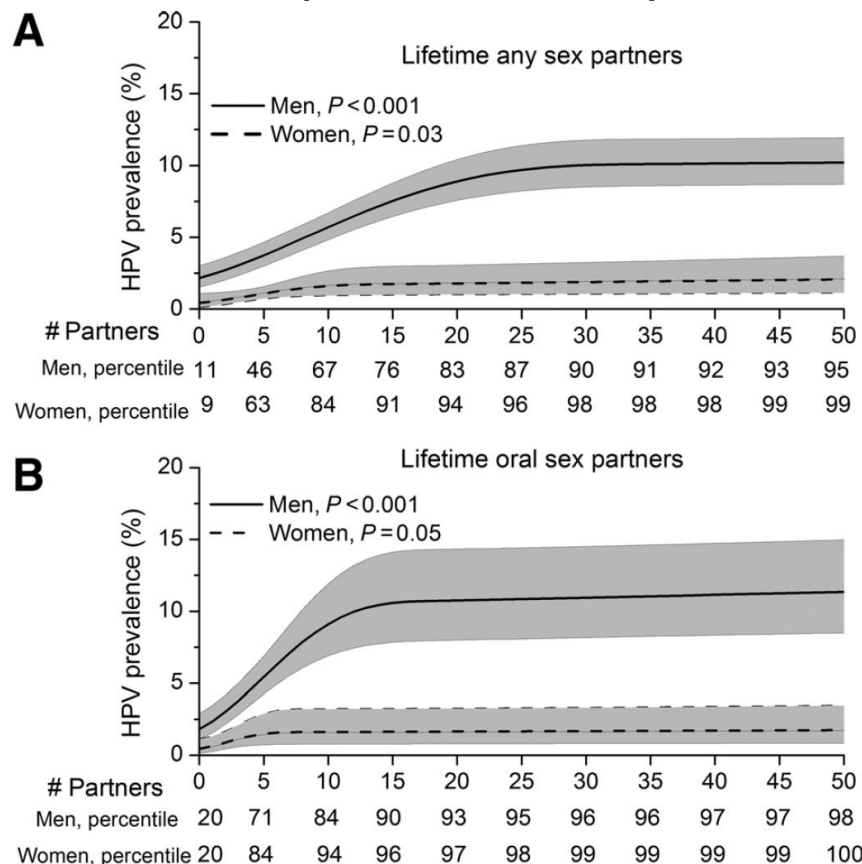 A
Lifetime any sex partners
HPV prevalence (%)
20
15
10
5
0
Men, P<0.001
Women, P=0.03
0 5 10 15 20 25 30 35 40 45 50
# Partners
Men, percentile 11 46 67 76 83 87 90 91 92 93 95
Women, percentile 9 63 84 91 94 96 98 98 98 99 99
B
Lifetime oral sex partners
HPV prevalence (%)
20
15
10
5
0
Men, P<0.001
Women, P=0.05
0 5 10 15 20 25 30 35 40 45 50
# Partners
Men, percentile 20 71 84 90 93 95 96 96 97 97 98
Women, percentile 20 84 94 96 97 98 99 99 99 99 100